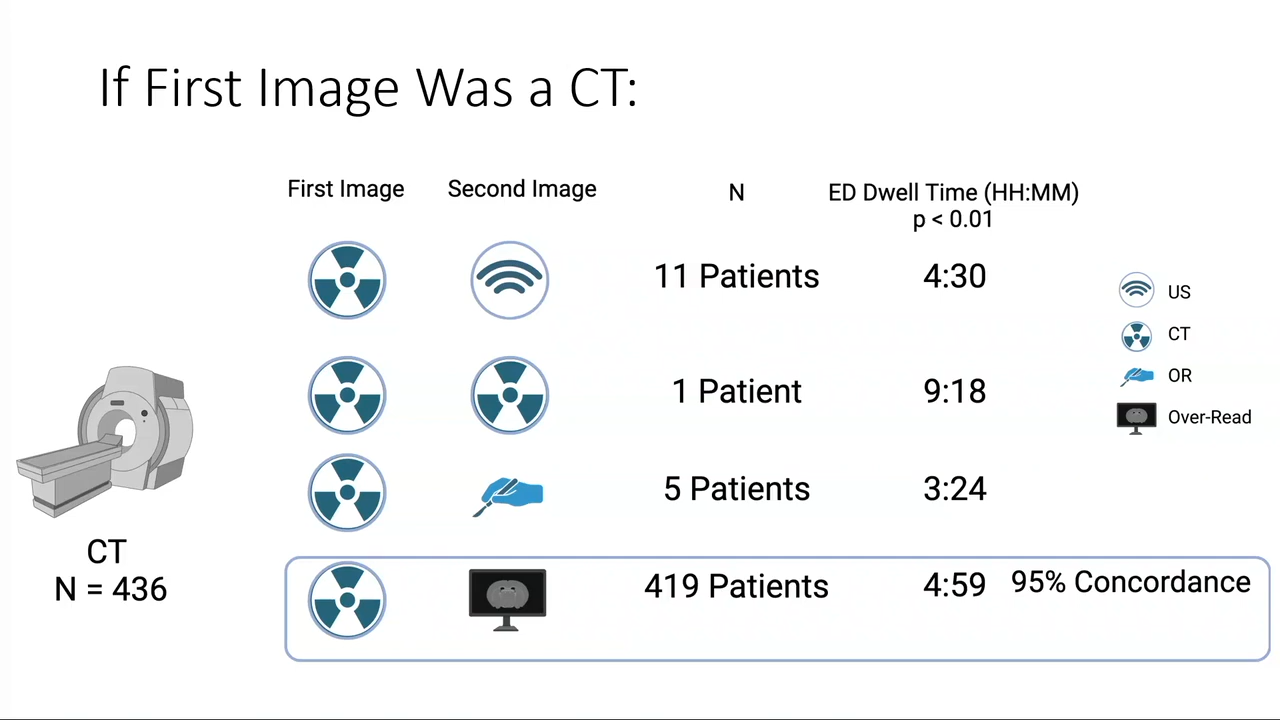 If First Image Was a CT:
First Image Second Image N ED Dwell Time (HH:MM)
p < 0.01
11 Patients 4:30
1 Patient 9:18
5 Patients 3:24
419 Patients 4:59 95% Concordance
CT
N = 436
US
CT
OR
Over-Read